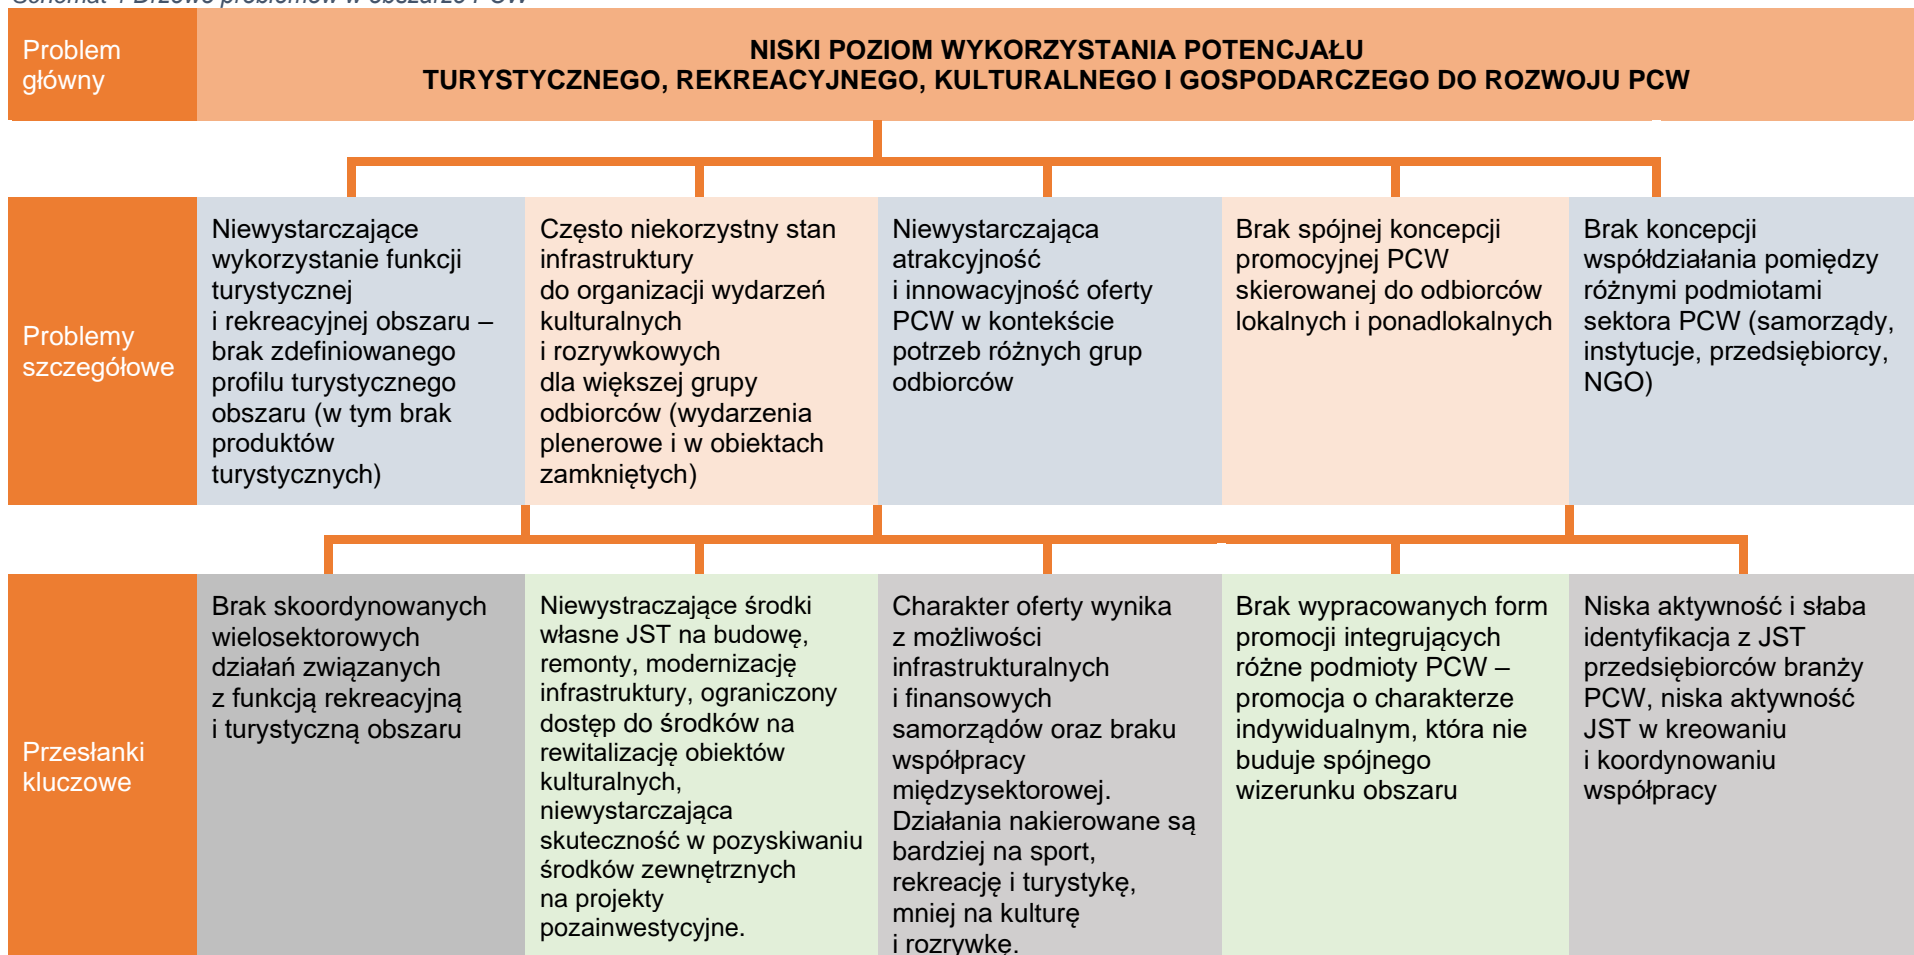 Problem
główny
NISKI POZIOM WYKORZYSTANIA POTENCJAŁU
TURYSTYCZNEGO, REKREACYJNEGO, KULTURALNEGO I GOSPODARCZEGO DO ROZWOJU PCW
Problemy
szczegółowe
Niewystarczające
wykorzystanie funkcji
turystycznej
i rekreacyjnej obszaru –
brak zdefiniowanego
profilu turystycznego
obszaru (w tym brak
produktów
turystycznych)
Często niekorzystny stan
infrastruktury
do organizacji wydarzeń
kulturalnych
i rozrywkowych
dla większej grupy
odbiorców (wydarzenia
plenerowe i w obiektach
zamkniętych)
Niewystarczająca
atrakcyjność
i innowacyjność oferty
PCW w kontekście
potrzeb różnych grup
odbiorców
Brak spójnej koncepcji
promocyjnej PCW
skierowanej do odbiorców
lokalnych i ponadlokalnych
Brak koncepcji
współdziałania pomiędzy
różnymi podmiotami
sektora PCW (samorządy,
instytucje, przedsiębiorcy,
NGO)
Przesłanki
kluczowe
Brak skoordynowanych
wielosektorowych
działań związanych
z funkcją rekreacyjną
i turystyczną obszaru
Niewystraczające środki
własne JST na budowę,
remonty, modernizację
infrastruktury, ograniczony
dostęp do środków na
rewitalizację obiektów
kulturalnych,
niewystarczająca
skuteczność w pozyskiwaniu
środków zewnętrznych
na projekty
pozainwestycyjne.
Charakter oferty wynika
z możliwości
infrastrukturalnych
i finansowych
samorządów oraz braku
współpracy
międzysektorowej.
Działania nakierowane są
bardziej na sport,
rekreację i turystykę,
mniej na kulturę
i rozrywkę.
Brak wypracowanych form
promocji integrujących
różne podmioty PCW –
promocja o charakterze
indywidualnym, która nie
buduje spójnego
wizerunku obszaru
Niska aktywność i słaba
identyfikacja z JST
przedsiębiorców branży
PCW, niska aktywność
JST w kreowaniu
i koordynowaniu
współpracy